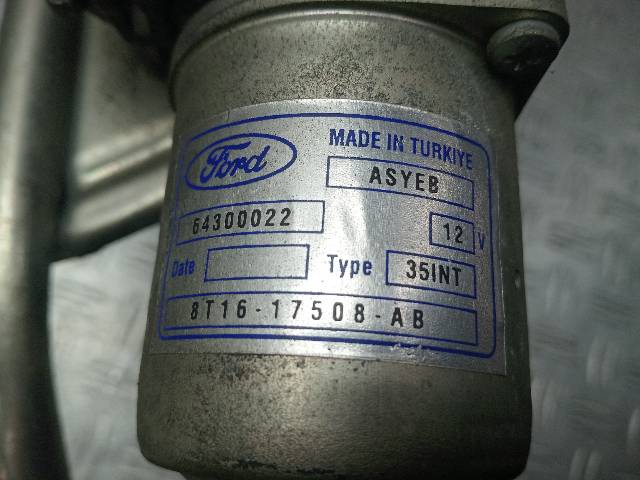 Ford
MADE IN TURKIYE
ASYEB
64300022
12 V
Date
Type 35INT
8T16-17508-AB